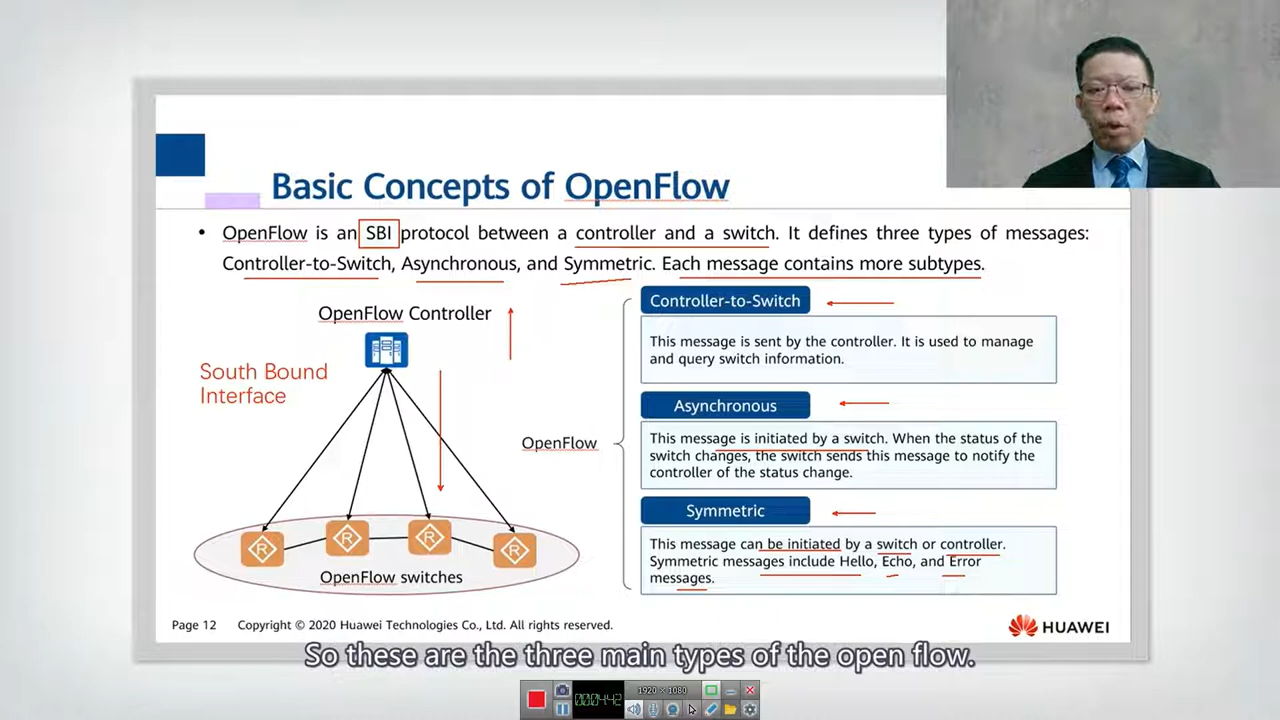 Basic Concepts of OpenFlow
• OpenFlow is an SBI protocol between a controller and a switch. It defines three types of messages:
Controller-to-Switch, Asynchronous, and Symmetric. Each message contains more subtypes.
OpenFlow Controller
South Bound
Interface
OpenFlow switches
R
R
R
R
OpenFlow
Controller-to-Switch
This message is sent by the controller. It is used to manage
and query switch information.
Asynchronous
This message is initiated by a switch. When the status of the
switch changes, the switch sends this message to notify the
controller of the status change.
Symmetric
This message can be initiated by a switch or controller.
Symmetric messages include Hello, Echo, and Error
messages.
Page 12 Copyright © 2020 Huawei Technologies Co., Ltd. All rights reserved.
HUAWEI
So these are the three main types of the open flow.
00:04:42
1920 × 1080